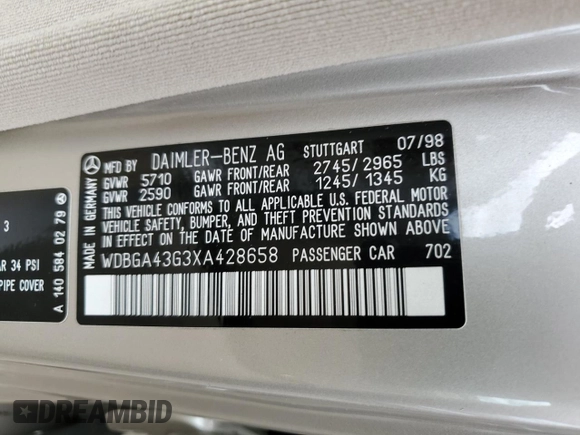 MFD BY DAIMLER-BENZ AG STUTTGART 07/98
GVWR 5710 GAWR FRONT/REAR 2745/2965 LBS
GVWR 2590 GAWR FRONT/REAR 1245/1345 KG
THIS VEHICLE CONFORMS TO ALL APPLICABLE U.S. FEDERAL MOTOR
VEHICLE SAFETY, BUMPER, AND THEFT PREVENTION STANDARDS
IN EFFECT ON THE DATE OF MANUFACTURE SHOWN ABOVE.
WDBGA43G3XA428658 PASSENGER CAR 702
MADE IN GERMANY
A 140 584 02 79
3
AR 34 PSI
PIPE COVER
DREAMBID